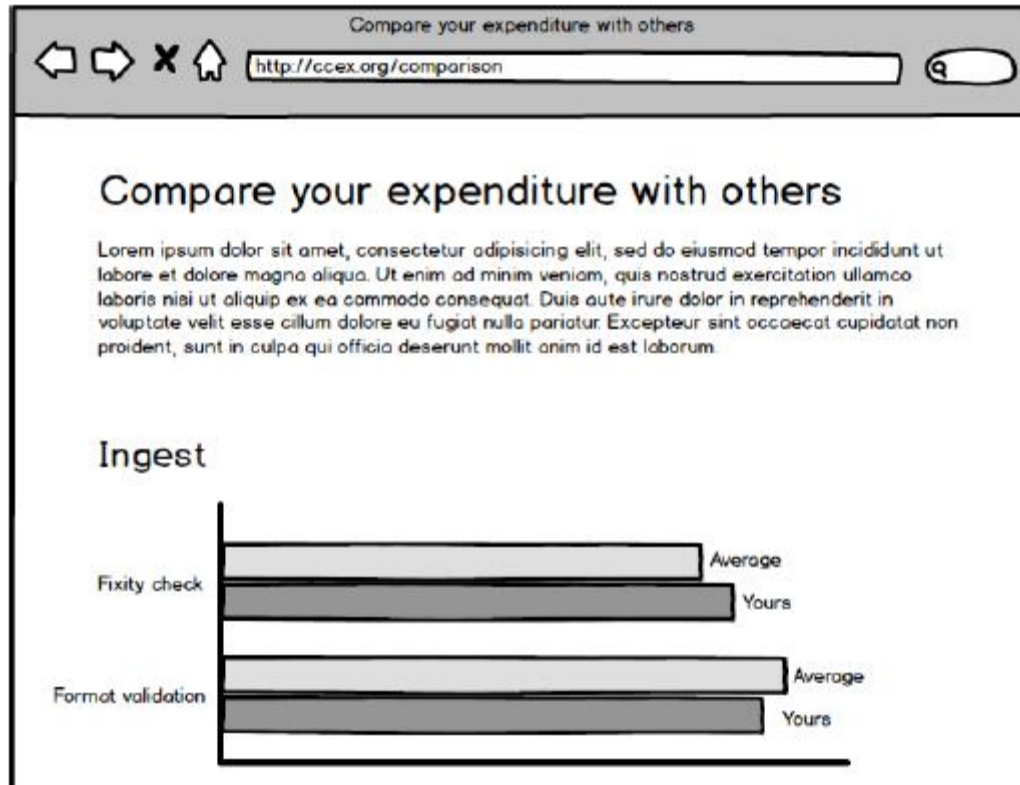 Compare your expenditure with others
http://ccex.org/comparison
Compare your expenditure with others
Lorem ipsum dolor sit amet, consectetur adipisicing elit, sed do eiusmod tempor incididunt ut
labore et dolore magna aliqua. Ut enim ad minim veniam, quis nostrud exercitation ullamco
laboris nisi ut aliquip ex ea commodo consequat. Duis aute irure dolor in reprehenderit in
voluptate velit esse cillum dolore eu fugiat nulla pariatur. Excepteur sint occaecat cupidatat non
proident, sunt in culpa qui officia deserunt mollit anim id est laborum.
Ingest
Average
Fixity check
Yours
Average
Format validation
Yours